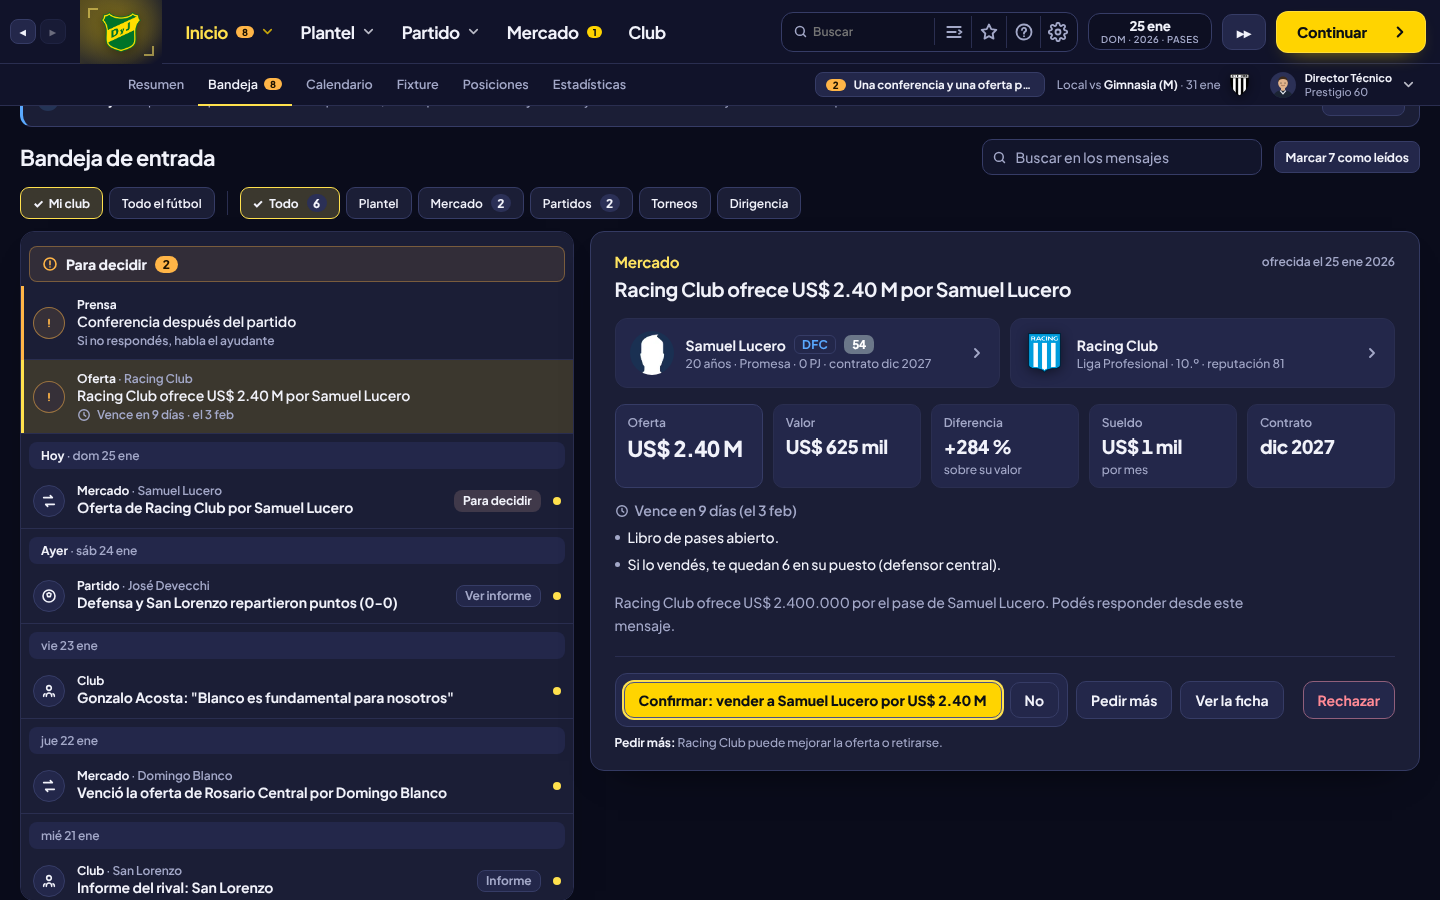 Inicio 8
Plantel
Partido
Mercado 1
Club
Buscar
25 ene
DOM · 2026 · PASES
Continuar
Resumen
Bandeja 8
Calendario
Fixture
Posiciones
Estadísticas
2 Una conferencia y una oferta p...
Local vs Gimnasia (M) · 31 ene
Director Técnico
Prestigio 60
Bandeja de entrada
Buscar en los mensajes
Marcar 7 como leídos
Mi club
Todo el fútbol
Todo 6
Plantel
Mercado 2
Partidos 2
Torneos
Dirigencia
Para decidir 2
Prensa
Conferencia después del partido
Si no respondés, habla el ayudante
Oferta · Racing Club
Racing Club ofrece US$ 2.40 M por Samuel Lucero
Vence en 9 días · el 3 feb
Hoy · dom 25 ene
Mercado · Samuel Lucero
Oferta de Racing Club por Samuel Lucero
Para decidir
Ayer · sáb 24 ene
Partido · José Devecchi
Defensa y San Lorenzo repartieron puntos (0-0)
Ver informe
vie 23 ene
Club
Gonzalo Acosta: "Blanco es fundamental para nosotros"
jue 22 ene
Mercado · Domingo Blanco
Venció la oferta de Rosario Central por Domingo Blanco
mié 21 ene
Club · San Lorenzo
Informe del rival: San Lorenzo
Informe
Mercado
ofrecida el 25 ene 2026
Racing Club ofrece US$ 2.40 M por Samuel Lucero
Samuel Lucero DFC 54
20 años · Promesa · 0 PJ · contrato dic 2027
RACING
Racing Club
Liga Profesional · 10.º · reputación 81
Oferta
US$ 2.40 M
Valor
US$ 625 mil
Diferencia
+284 %
sobre su valor
Sueldo
US$ 1 mil
por mes
Contrato
dic 2027
Vence en 9 días (el 3 feb)
Libro de pases abierto.
Si lo vendés, te quedan 6 en su puesto (defensor central).
Racing Club ofrece US$ 2.400.000 por el pase de Samuel Lucero. Podés responder desde este
mensaje.
Confirmar: vender a Samuel Lucero por US$ 2.40 M
No
Pedir más
Ver la ficha
Rechazar
Pedir más: Racing Club puede mejorar la oferta o retirarse.